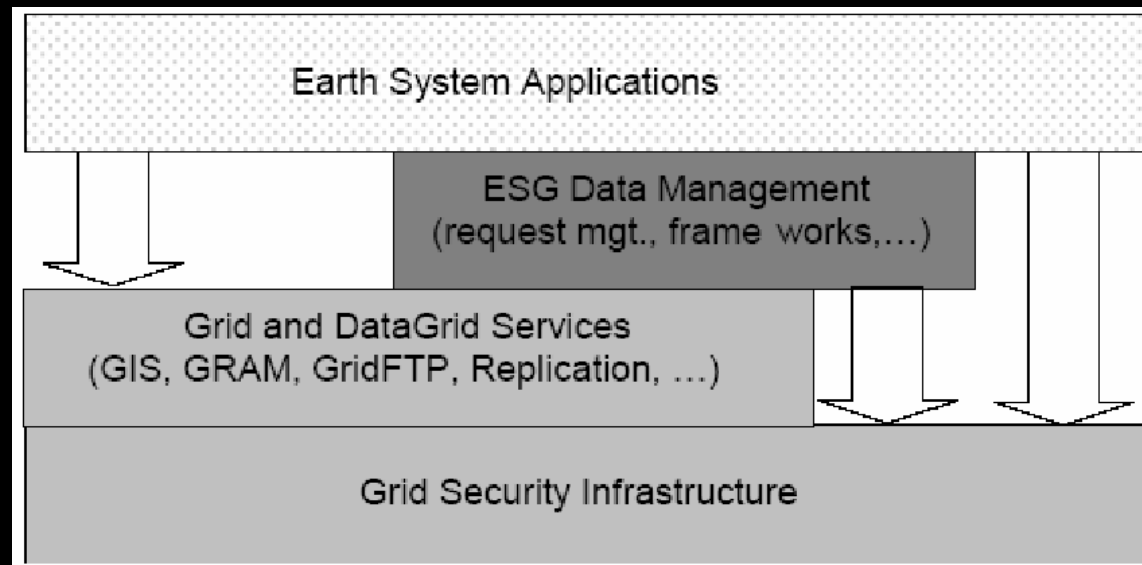 Earth System Applications
ESG Data Management
(request mgt., frame works,...)
Grid and DataGrid Services
(GIS, GRAM, GridFTP, Replication, ...)
Grid Security Infrastructure